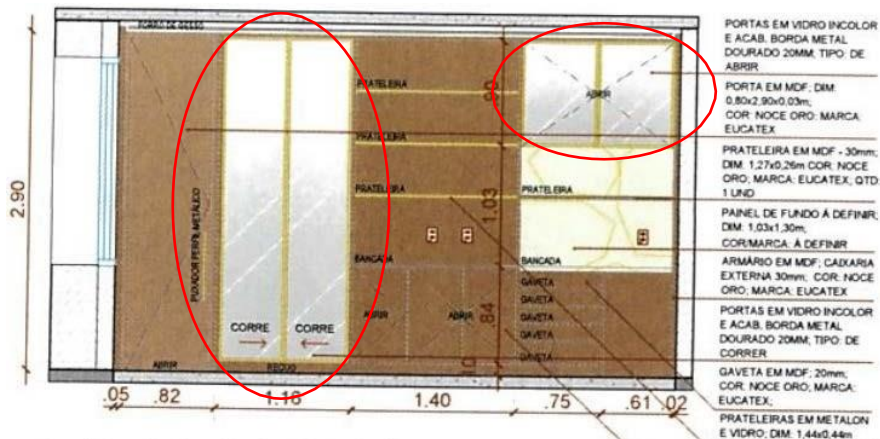 FORRO DE GESSO
PRATELEIRA
PRATELEIRA
PRATELEIRA
BANCADA
PUXADOR PERFIL METÁLICO
CORRE
CORRE
ABRIR
RECUO
ABRIR
ABRIR
ABRIR
PRATELEIRA
BANCADA
GAVETA
GAVETA
GAVETA
GAVETA
GAVETA
2.90
.90
1.03
.84
.10
.05
.82
1.18
1.40
.75
.61
.02
PORTAS EM VIDRO INCOLOR
E ACAB. BORDA METAL
DOURADO 20MM; TIPO: DE
ABRIR
PORTA EM MDF; DIM:
0,80x2,90x0,03m;
COR: NOCE ORO; MARCA:
EUCATEX
PRATELEIRA EM MDF - 30mm;
DIM: 1,27x0,26m COR: NOCE
ORO; MARCA: EUCATEX; QTD:
1 UND
PAINEL DE FUNDO À DEFINIR;
DIM: 1,03x1,30m;
COR/MARCA: À DEFINIR
ARMÁRIO EM MDF; CAIXARIA
EXTERNA 30mm; COR: NOCE
ORO; MARCA: EUCATEX
PORTAS EM VIDRO INCOLOR
E ACAB. BORDA METAL
DOURADO 20MM; TIPO: DE
CORRER
GAVETA EM MDF; 20mm;
COR: NOCE ORO; MARCA:
EUCATEX;
PRATELEIRAS EM METALON
E VIDRO; DIM: 1,44x0,44m